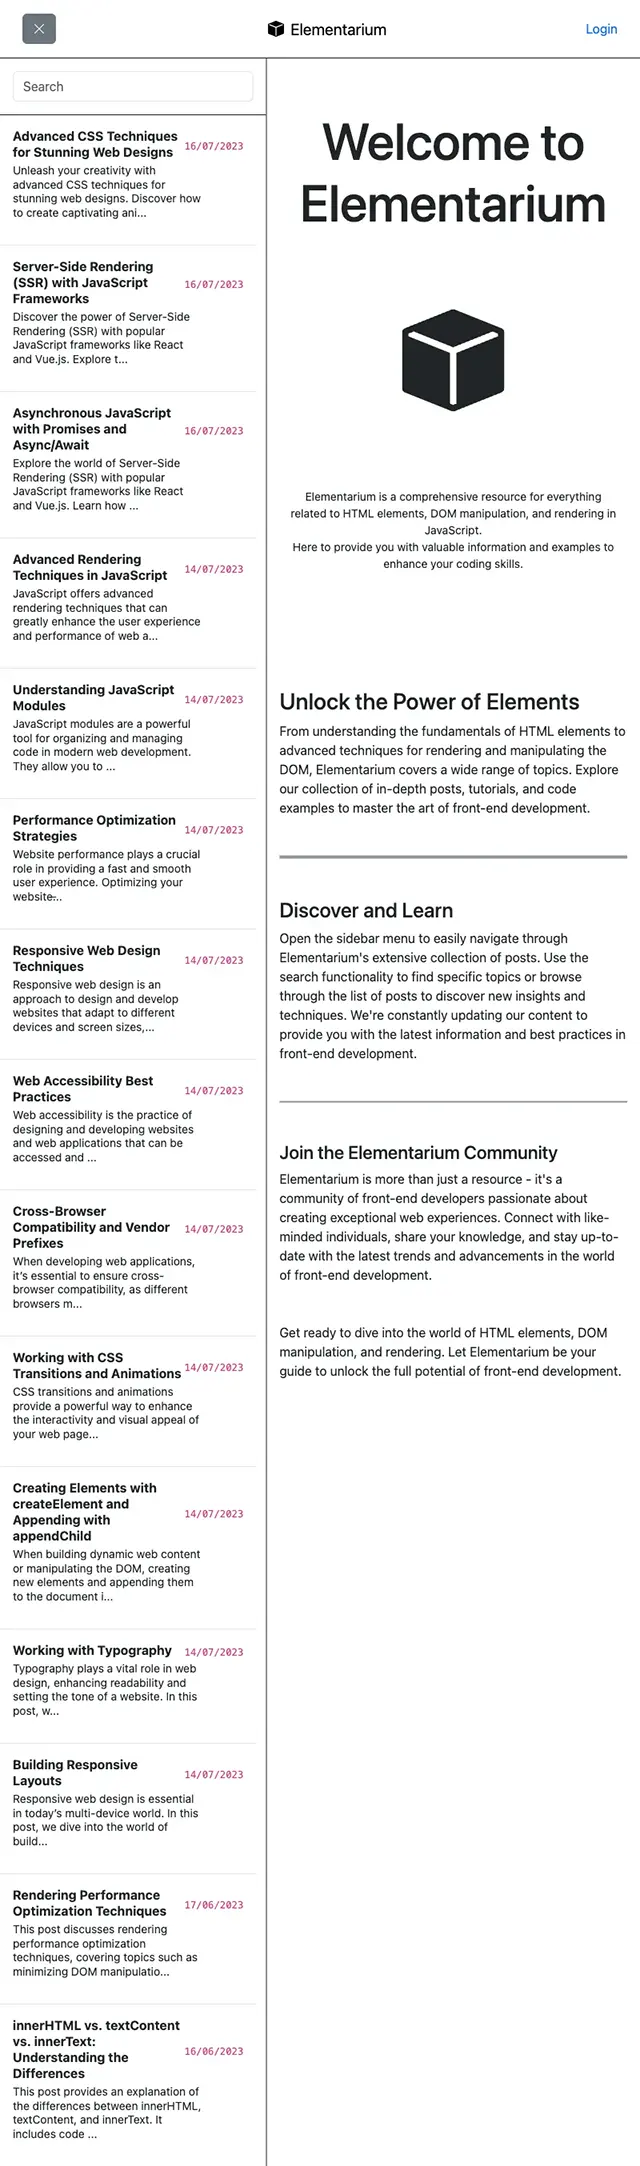 Elementarium
Login
Search
Advanced CSS Techniques
for Stunning Web Designs
16/07/2023
Unleash your creativity with
advanced CSS techniques for
stunning web designs. Discover how
to create captivating ani...
Server-Side Rendering
(SSR) with JavaScript
Frameworks
16/07/2023
Discover the power of Server-Side
Rendering (SSR) with popular
JavaScript frameworks like React
and Vue.js. Explore t...
Asynchronous JavaScript
with Promises and
Async/Await
16/07/2023
Explore the world of Server-Side
Rendering (SSR) with popular
JavaScript frameworks like React
and Vue.js. Learn how ...
Advanced Rendering
Techniques in JavaScript
14/07/2023
JavaScript offers advanced
rendering techniques that can
greatly enhance the user experience
and performance of web a...
Understanding JavaScript
Modules
14/07/2023
JavaScript modules are a powerful
tool for organizing and managing
code in modern web development.
They allow you to ...
Performance Optimization
Strategies
14/07/2023
Website performance plays a crucial
role in providing a fast and smooth
user experience. Optimizing your
website...
Responsive Web Design
Techniques
14/07/2023
Responsive web design is an
approach to design and develop
websites that adapt to different
devices and screen sizes,...
Web Accessibility Best
Practices
14/07/2023
Web accessibility is the practice of
designing and developing websites
and web applications that can be
accessed and ...
Cross-Browser
Compatibility and Vendor
Prefixes
14/07/2023
When developing web applications,
it's essential to ensure cross-
browser compatibility, as different
browsers m...
Working with CSS
Transitions and Animations
14/07/2023
CSS transitions and animations
provide a powerful way to enhance
the interactivity and visual appeal of
your web page...
Creating Elements with
createElement and
Appending with
appendChild
14/07/2023
When building dynamic web content
or manipulating the DOM, creating
new elements and appending them
to the document i...
Working with Typography
14/07/2023
Typography plays a vital role in web
design, enhancing readability and
setting the tone of a website. In this
post, w...
Building Responsive
Layouts
14/07/2023
Responsive web design is essential
in today's multi-device world. In this
post, we dive into the world of
build...
Rendering Performance
Optimization Techniques
17/06/2023
This post discusses rendering
performance optimization
techniques, covering topics such as
minimizing DOM manipulatio...
innerHTML vs. textContent
vs. innerText:
Understanding the
Differences
16/06/2023
This post provides an explanation of
the differences between innerHTML,
textContent, and innerText. It
includes code ...
Welcome to
Elementarium
Elementarium is a comprehensive resource for everything
related to HTML elements, DOM manipulation, and rendering in
JavaScript.
Here to provide you with valuable information and examples to
enhance your coding skills.
Unlock the Power of Elements
From understanding the fundamentals of HTML elements to
advanced techniques for rendering and manipulating the
DOM, Elementarium covers a wide range of topics. Explore
our collection of in-depth posts, tutorials, and code
examples to master the art of front-end development.
Discover and Learn
Open the sidebar menu to easily navigate through
Elementarium's extensive collection of posts. Use the
search functionality to find specific topics or browse
through the list of posts to discover new insights and
techniques. We're constantly updating our content to
provide you with the latest information and best practices in
front-end development.
Join the Elementarium Community
Elementarium is more than just a resource - it's a
community of front-end developers passionate about
creating exceptional web experiences. Connect with like-
minded individuals, share your knowledge, and stay up-to-
date with the latest trends and advancements in the world
of front-end development.
Get ready to dive into the world of HTML elements, DOM
manipulation, and rendering. Let Elementarium be your
guide to unlock the full potential of front-end development.